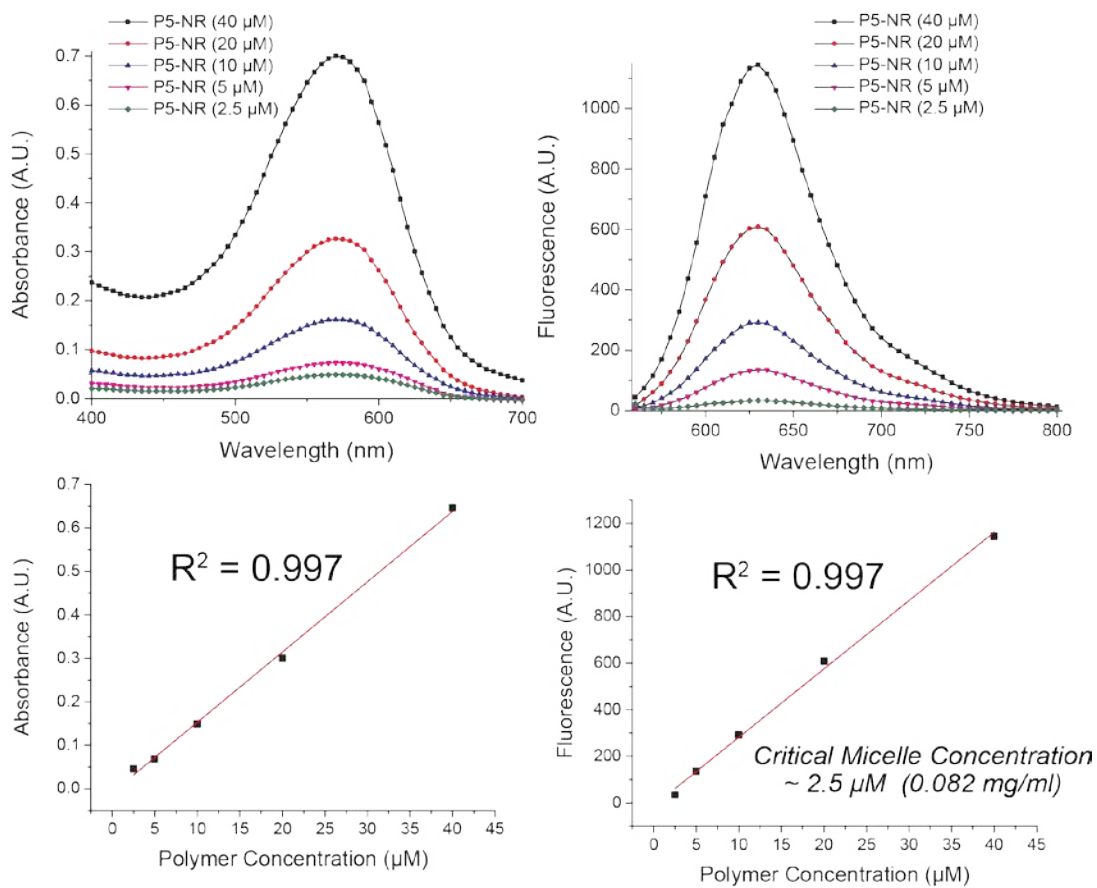 P5-NR (40 µM)
P5-NR (20 µM)
P5-NR (10 µM)
P5-NR (5 µM)
P5-NR (2.5 µM)
0.7
0.6
0.5
0.4
0.3
0.2
0.1
0.0
Absorbance (A.U.)
400 500 600 700
Wavelength (nm)
P5-NR (40 µM)
P5-NR (20 µM)
P5-NR (10 µM)
P5-NR (5 µM)
P5-NR (2.5 µM)
1000
800
600
400
200
0
Fluorescence (A.U.)
600 650 700 750 800
Wavelength (nm)
0.7
0.6
0.5
0.4
0.3
0.2
0.1
0.0
Absorbance (A.U.)
R² = 0.997
0 5 10 15 20 25 30 35 40 45
Polymer Concentration (µM)
1200
1000
800
600
400
200
0
Fluorescence (A.U.)
R² = 0.997
Critical Micelle Concentration
~ 2.5 µM (0.082 mg/ml)
0 5 10 15 20 25 30 35 40 45
Polymer Concentration (µM)